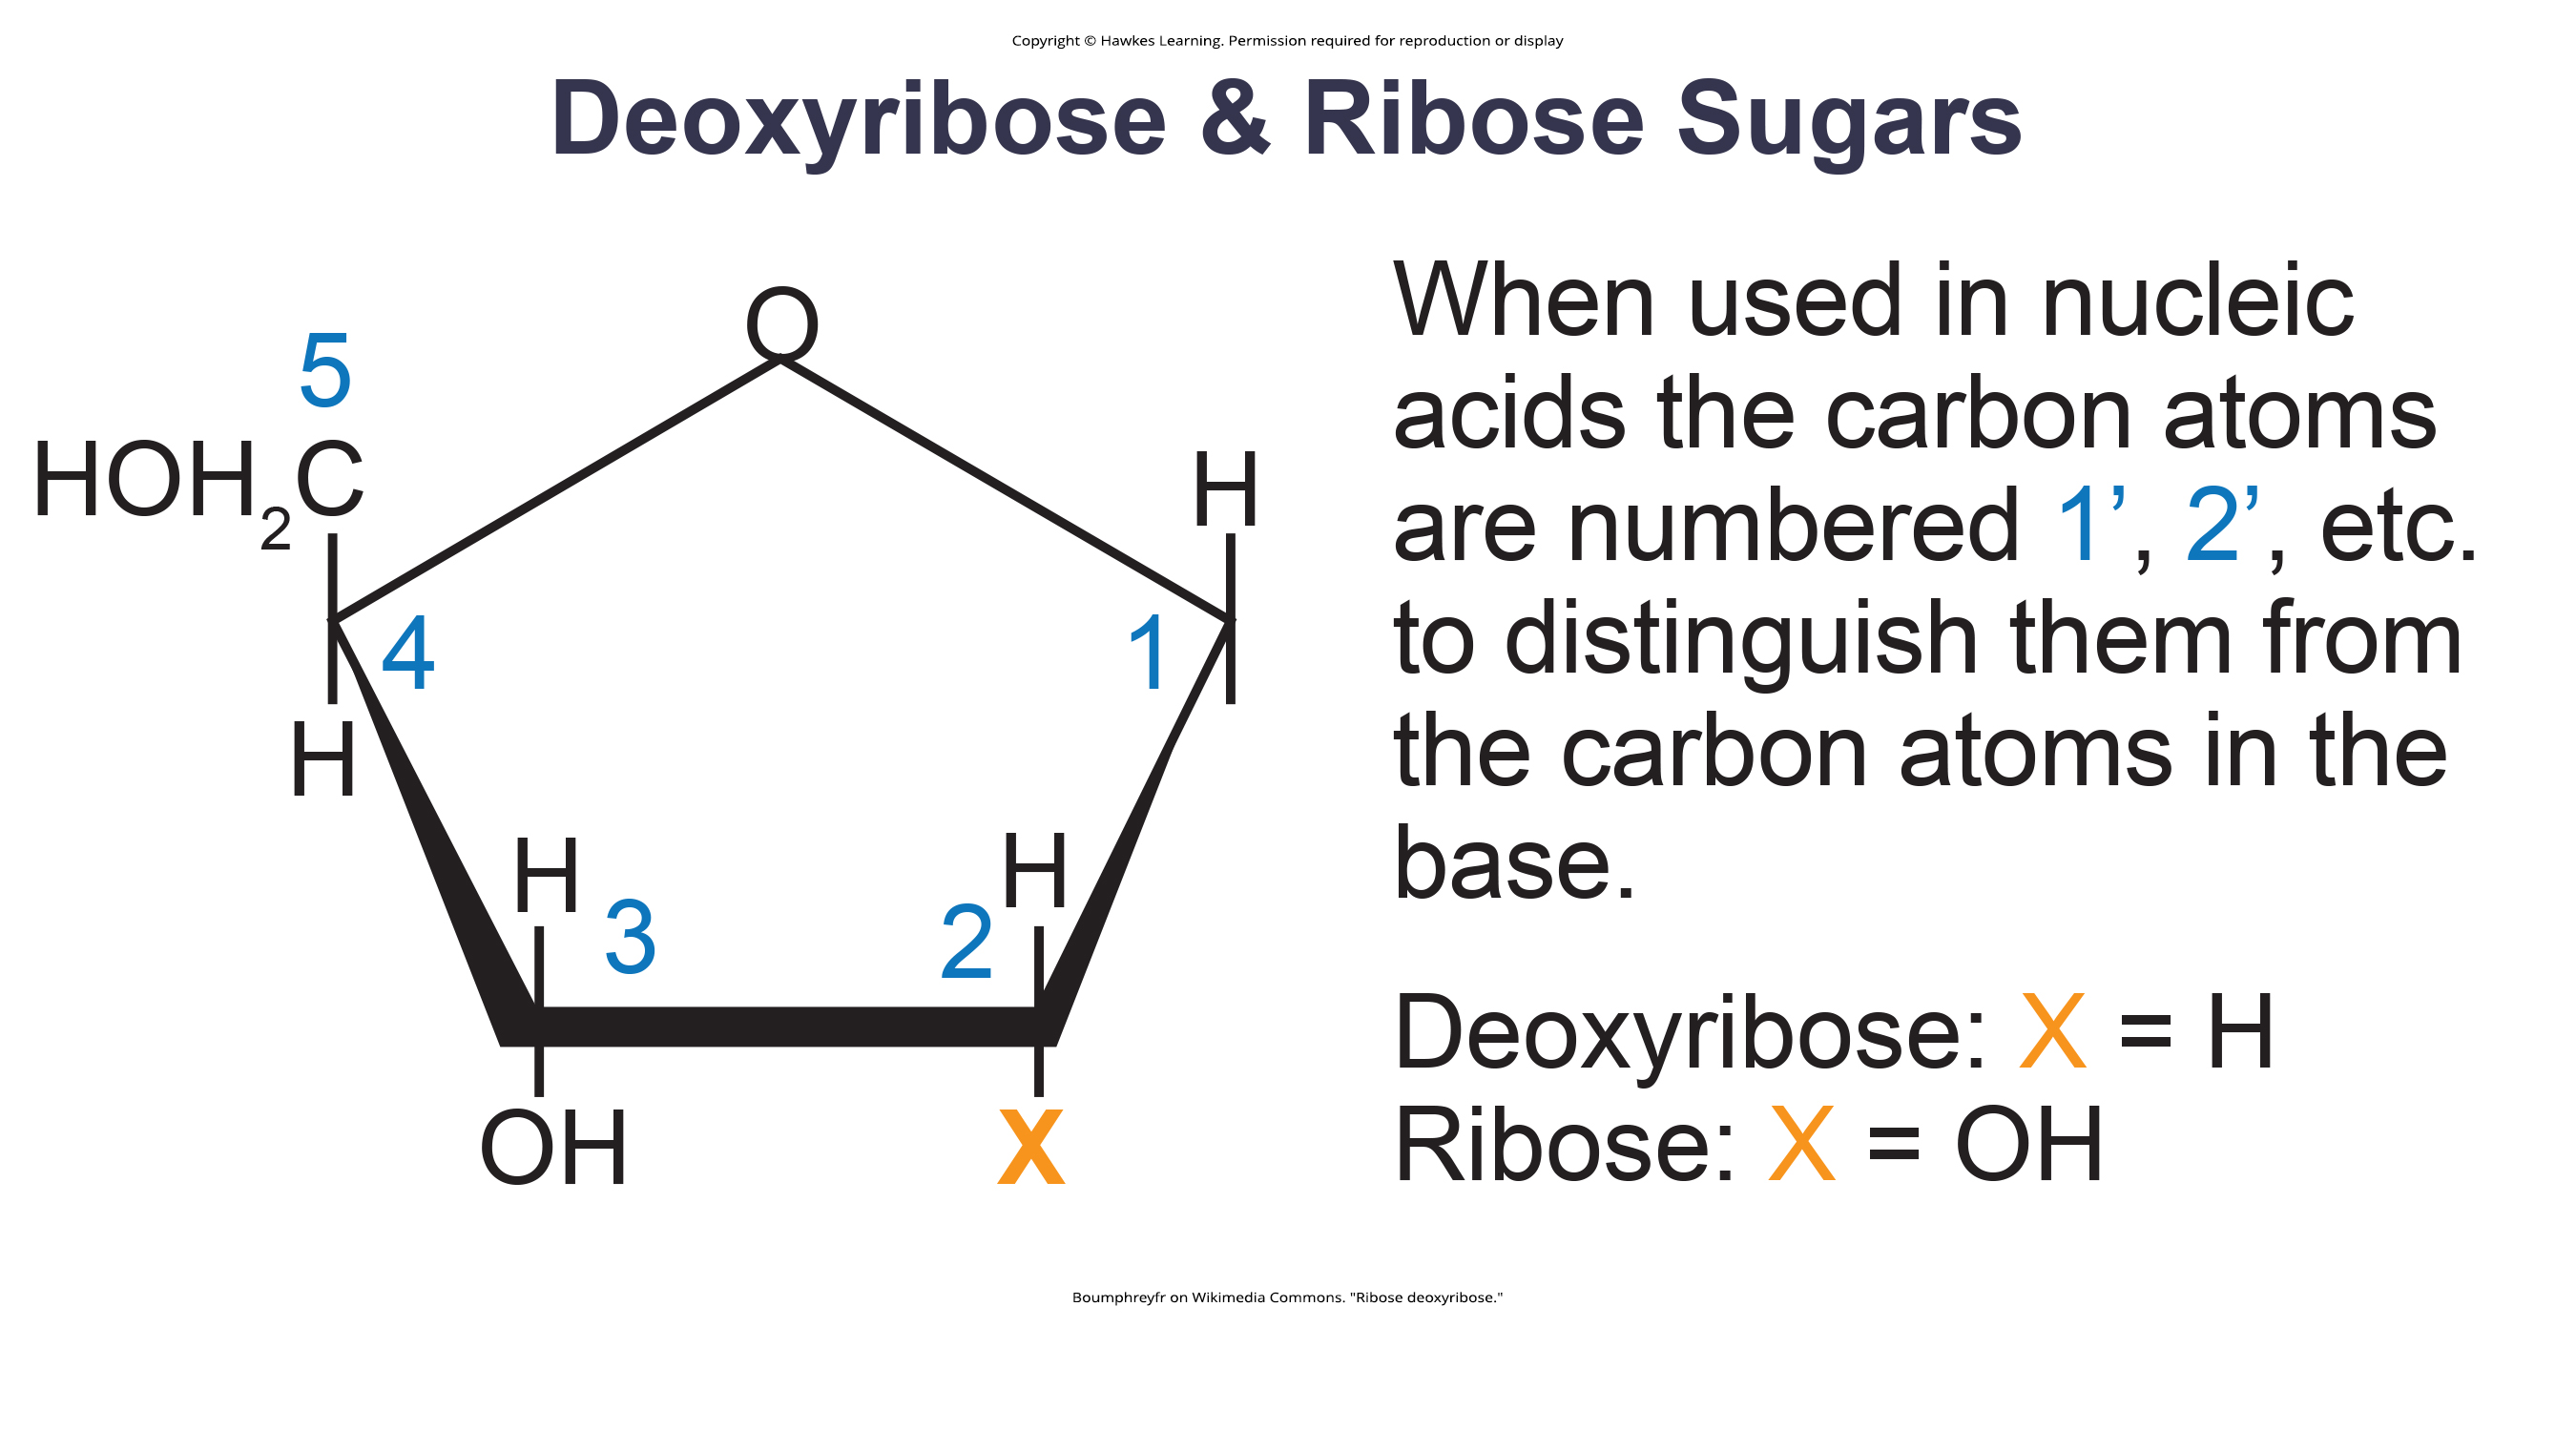 Copyright © Hawkes Learning. Permission required for reproduction or display
Deoxyribose & Ribose Sugars
O
5
HOH₂C
H
4
1
H
H
3
2
H
OH
X
When used in nucleic
acids the carbon atoms
are numbered 1’, 2’, etc.
to distinguish them from
the carbon atoms in the
base.
Deoxyribose: X = H
Ribose: X = OH
Boumphreyfr on Wikimedia Commons. "Ribose deoxyribose."